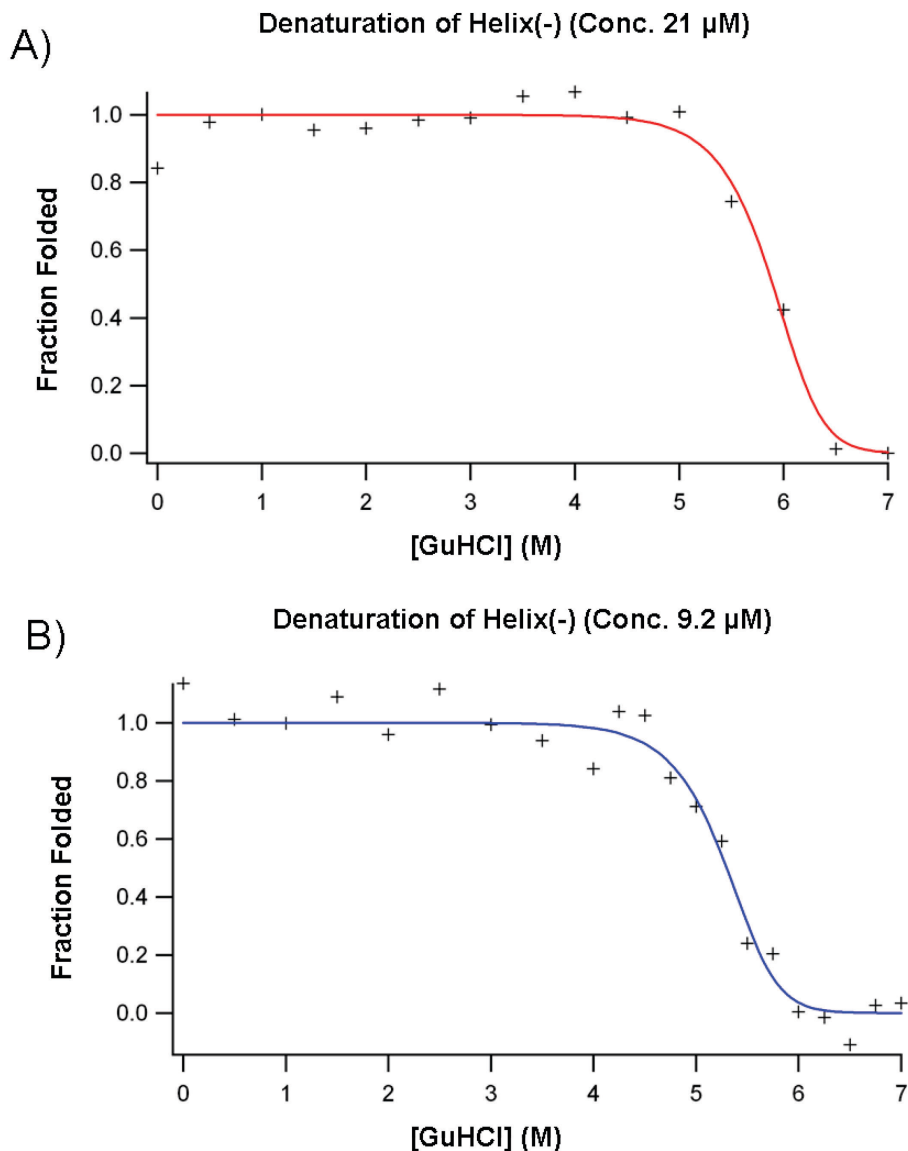 A)
Denaturation of Helix(-) (Conc. 21 µM)
Fraction Folded
1.0
0.8
0.6
0.4
0.2
0.0
0 1 2 3 4 5 6 7
[GuHCl] (M)
B)
Denaturation of Helix(-) (Conc. 9.2 µM)
Fraction Folded
1.0
0.8
0.6
0.4
0.2
0.0
0 1 2 3 4 5 6 7
[GuHCl] (M)